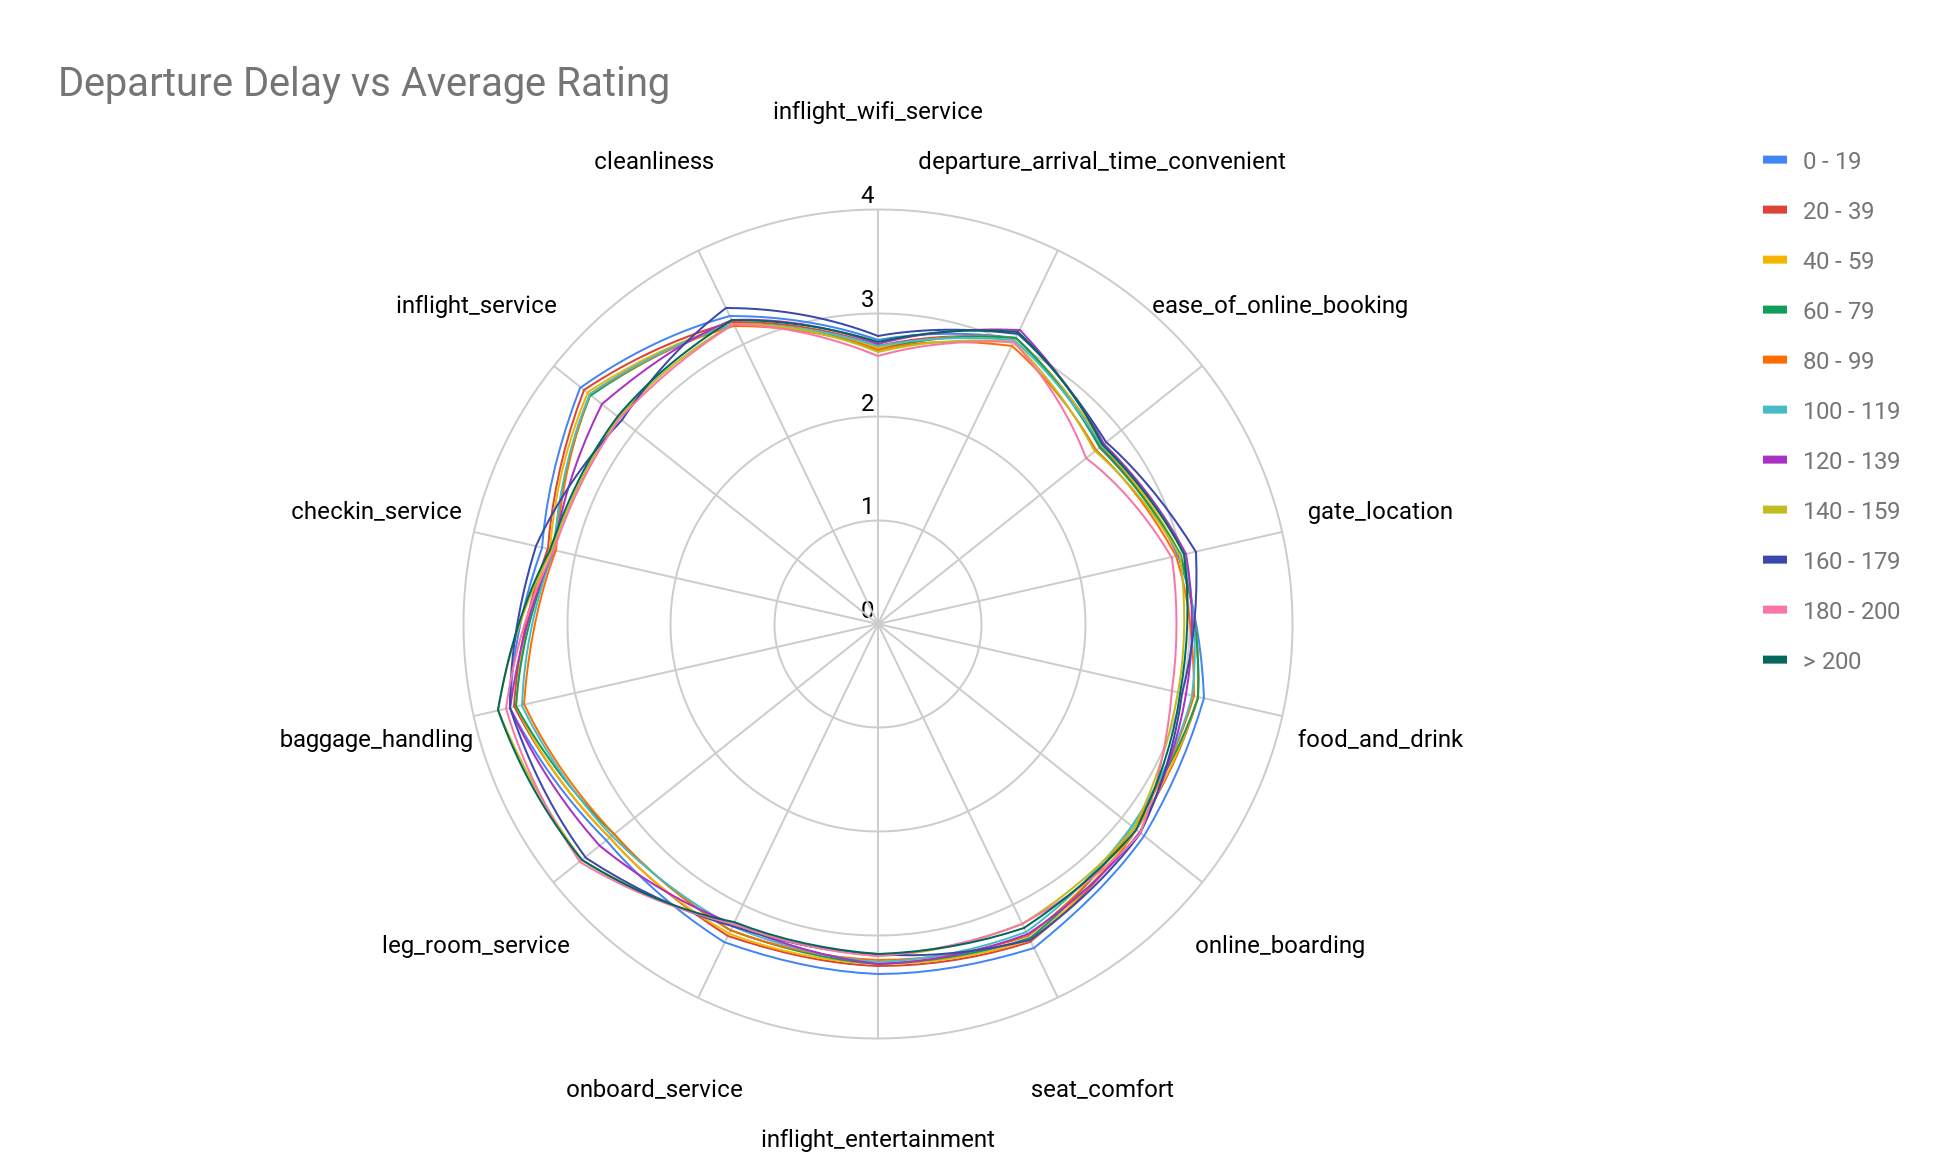 Departure Delay vs Average Rating
inflight_wifi_service
cleanliness
departure_arrival_time_convenient
4
inflight_service
3
ease_of_online_booking
2
checkin_service
1
gate_location
0
baggage_handling
food_and_drink
leg_room_service
online_boarding
onboard_service
seat_comfort
inflight_entertainment
0 - 19
20 - 39
40 - 59
60 - 79
80 - 99
100 - 119
120 - 139
140 - 159
160 - 179
180 - 200
> 200